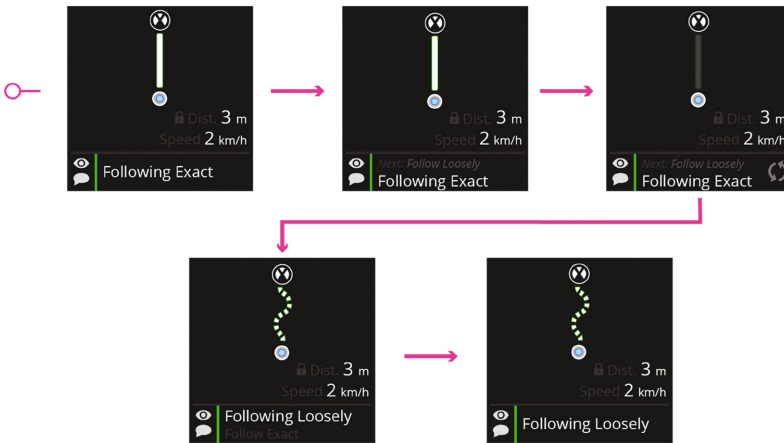 Dist. 3 m
Speed 2 km/h
Following Exact
Dist. 3 m
Speed 2 km/h
Next: Follow Loosely
Following Exact
Dist. 3 m
Speed 2 km/h
Next: Follow Loosely
Following Exact
Dist. 3 m
Speed 2 km/h
Following Loosely
Follow Exact
Dist. 3 m
Speed 2 km/h
Following Loosely